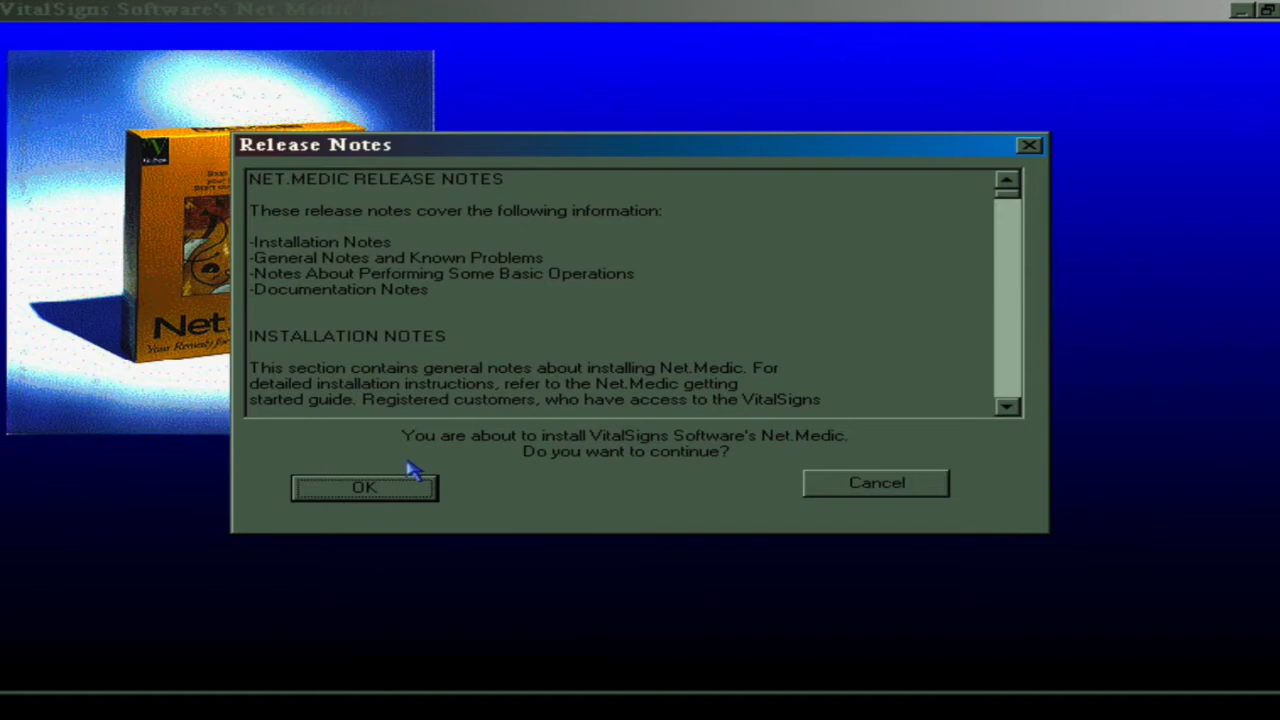 VitalSigns Software's Net Medic
Release Notes
NET.MEDIC RELEASE NOTES
These release notes cover the following information:
-Installation Notes
-General Notes and Known Problems
-Notes About Performing Some Basic Operations
-Documentation Notes
INSTALLATION NOTES
This section contains general notes about installing Net.Medic. For
detailed installation instructions, refer to the Net.Medic getting
started guide. Registered customers, who have access to the VitalSigns
You are about to install VitalSigns Software's Net.Medic.
Do you want to continue?
OK
Cancel
Net.
Your Remedy for